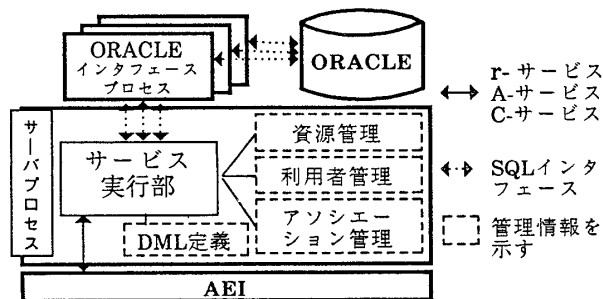 ORACLE
インタフェース
プロセス
ORACLE
r-サービス
A-サービス
C-サービス
サーバプロセス
サービス
実行部
資源管理
利用者管理
アソシエー
ション管理
DML定義
SQLインタ
フェース
管理情報を
示す
AEI